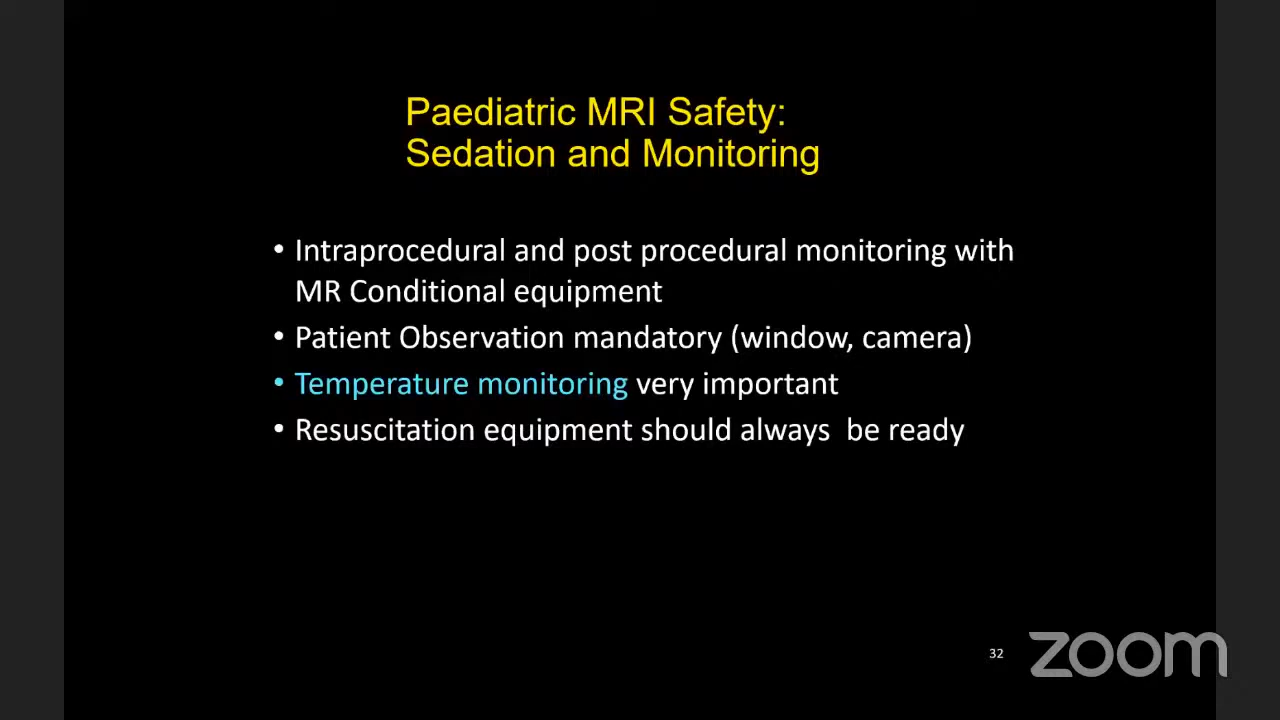 Paediatric MRI Safety:
Sedation and Monitoring
• Intraprocedural and post procedural monitoring with
MR Conditional equipment
• Patient Observation mandatory (window, camera)
• Temperature monitoring very important
• Resuscitation equipment should always  be ready
32
zoom